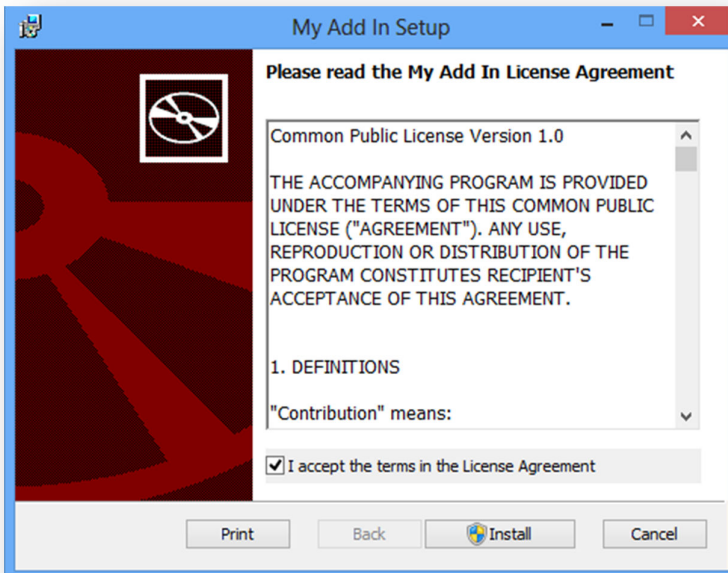 My Add In Setup
Please read the My Add In License Agreement
Common Public License Version 1.0
THE ACCOMPANYING PROGRAM IS PROVIDED
UNDER THE TERMS OF THIS COMMON PUBLIC
LICENSE ("AGREEMENT"). ANY USE,
REPRODUCTION OR DISTRIBUTION OF THE
PROGRAM CONSTITUTES RECIPIENT'S
ACCEPTANCE OF THIS AGREEMENT.
1. DEFINITIONS
"Contribution" means:
I accept the terms in the License Agreement
Print Back Install Cancel